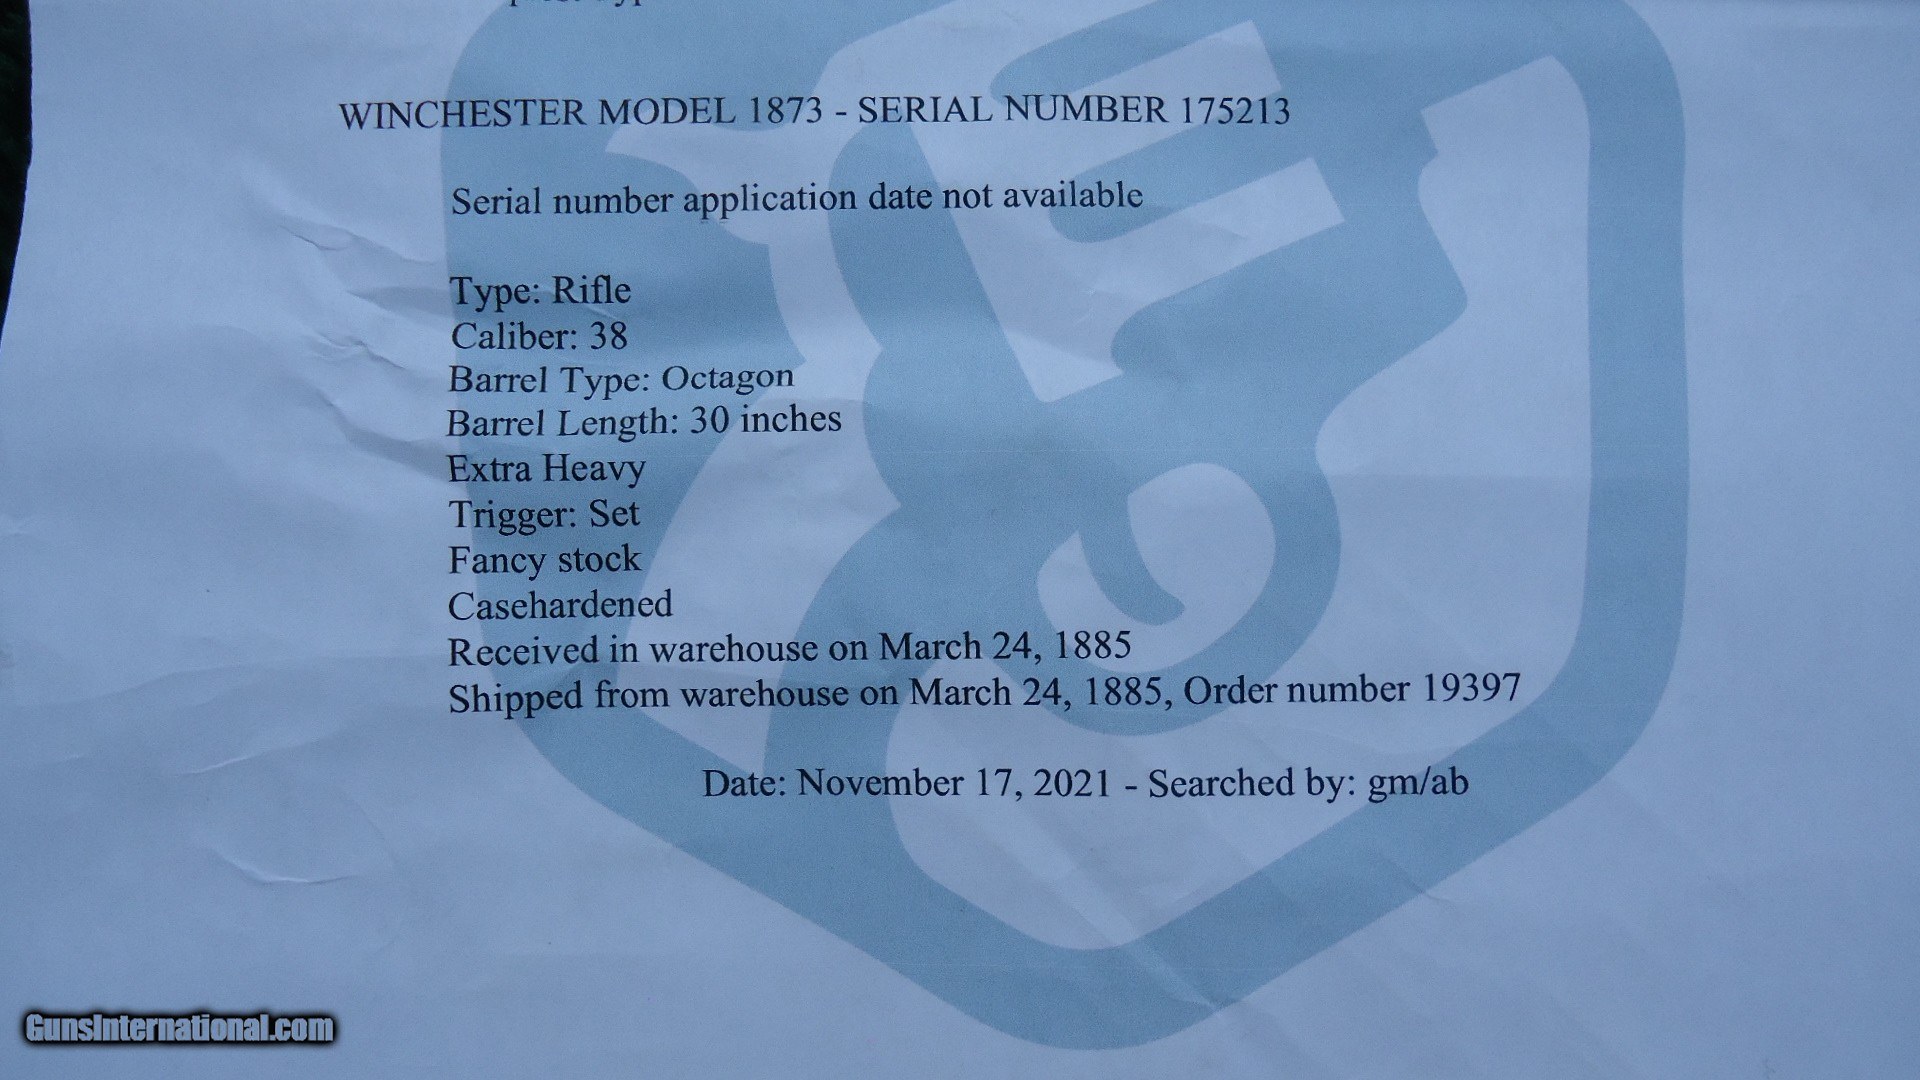 WINCHESTER MODEL 1873 - SERIAL NUMBER 175213
Serial number application date not available
Type: Rifle
Caliber: 38
Barrel Type: Octagon
Barrel Length: 30 inches
Extra Heavy
Trigger: Set
Fancy stock
Casehardened
Received in warehouse on March 24, 1885
Shipped from warehouse on March 24, 1885, Order number 19397
Date: November 17, 2021 - Searched by: gm/ab
GunsInternational.com